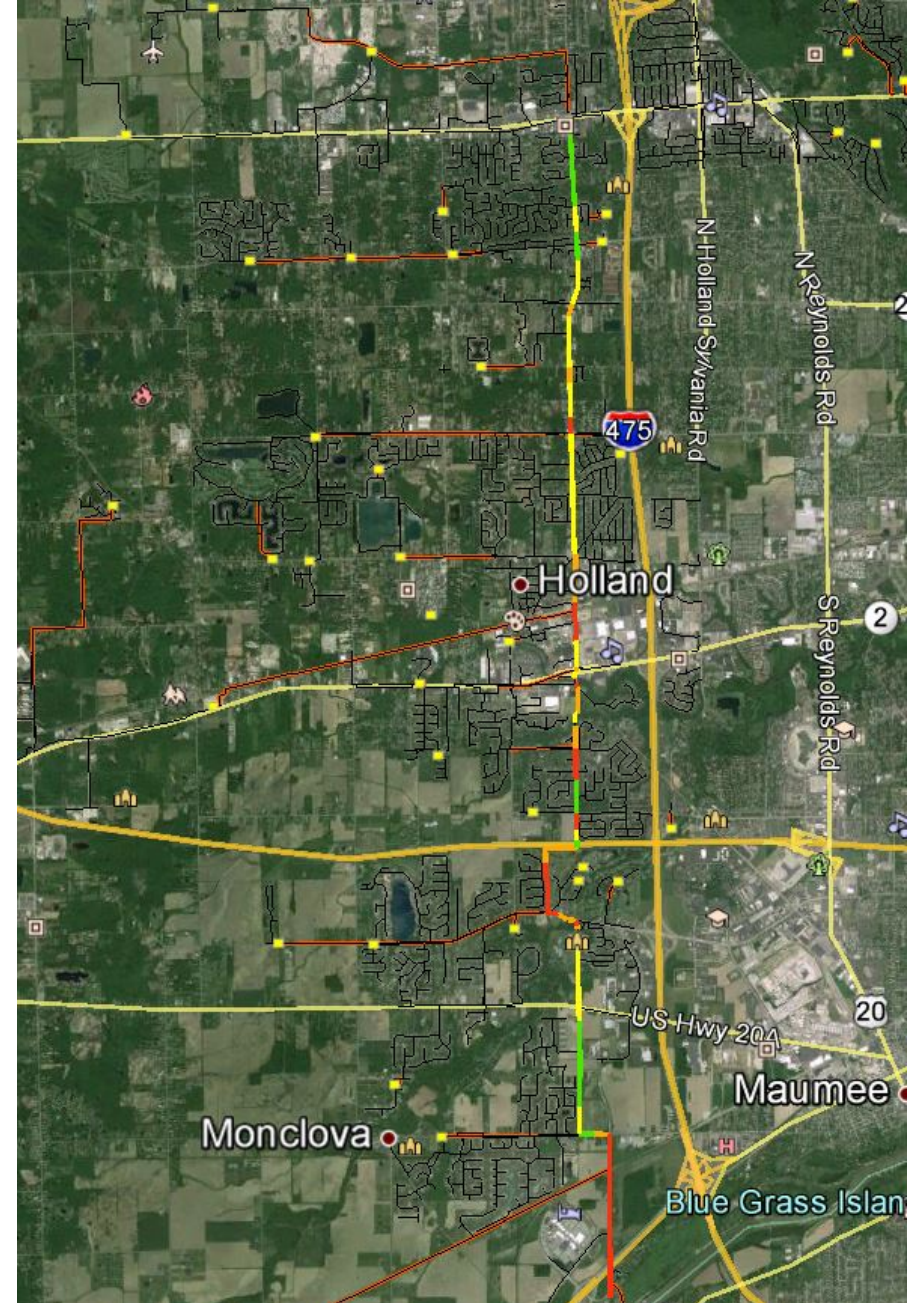 N Holland Sylvania Rd
N Reynolds Rd
2
475
Holland
2
S Reynolds Rd
20
US Hwy 20A
Maumee
Monclova
H
Blue Grass Islan